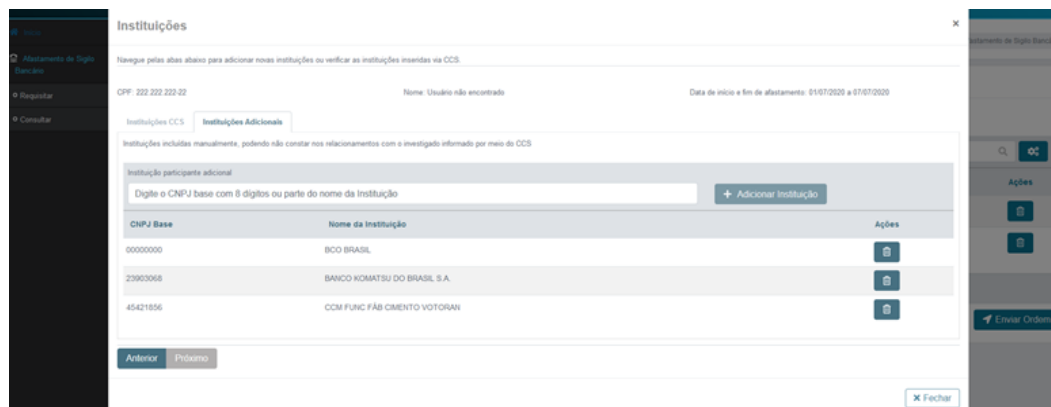 Instituições
×
Início
Afastamento de Sigilo
Bancário
Requisitar
Consultar
Afastamento de Sigilo Bancá
Navegue pelas abas abaixo para adicionar novas instituições ou verificar as instituições inseridas via CCS.
CPF: 222.222.222-22 Nome: Usuário não encontrado Data de início e fim de afastamento: 01/07/2020 a 07/07/2020
Instituições CCS Instituições Adicionais
Instituições incluídas manualmente, podendo não constar nos relacionamentos com o investigado informado por meio do CCS
Instituição participante adicional
Digite o CNPJ base com 8 dígitos ou parte do nome da Instituição + Adicionar Instituição
CNPJ Base Nome da Instituição Ações
00000000 BCO BRASIL
23903068 BANCO KOMATSU DO BRASIL S.A.
45421856 CCM FUNC FÁB CIMENTO VOTORAN
Anterior Próximo
× Fechar
Ações
Enviar Ordem